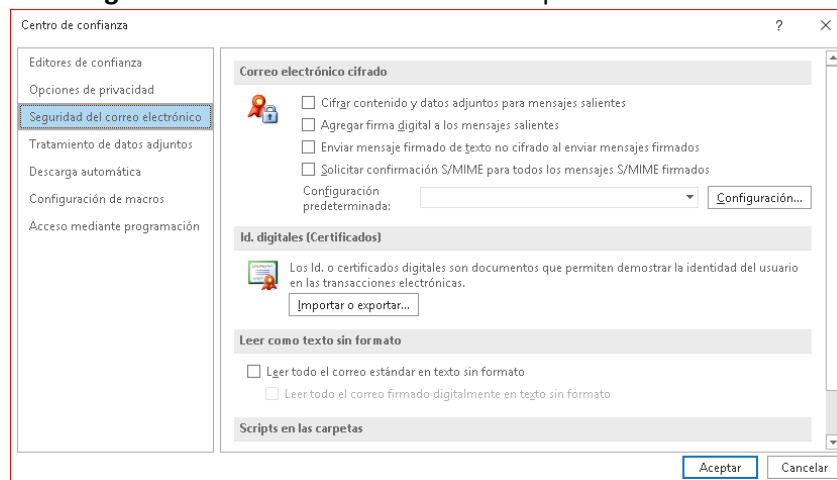 Centro de confianza
?
Editores de confianza
Opciones de privacidad
Seguridad del correo electrónico
Tratamiento de datos adjuntos
Descarga automática
Configuración de macros
Acceso mediante programación
Correo electrónico cifrado
Cifrar contenido y datos adjuntos para mensajes salientes
Agregar firma digital a los mensajes salientes
Enviar mensaje firmado de texto no cifrado al enviar mensajes firmados
Solicitar confirmación S/MIME para todos los mensajes S/MIME firmados
Configuración
predeterminada:
Configuración...
Id. digitales (Certificados)
Los Id. o certificados digitales son documentos que permiten demostrar la identidad del usuario
en las transacciones electrónicas.
Importar o exportar...
Leer como texto sin formato
Leer todo el correo estándar en texto sin formato
Leer todo el correo firmado digitalmente en texto sin formato
Scripts en las carpetas
Aceptar
Cancelar